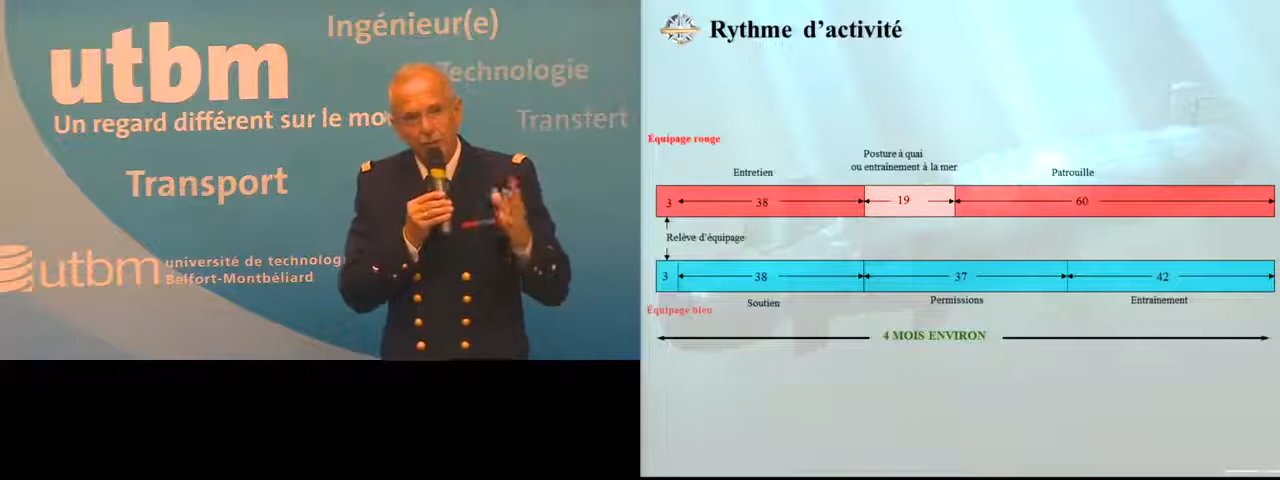 Ingénieur(e)
utbm
Technologie
Un regard différent sur le mo
Transfert
Transport
utbm université de technolog
Belfort-Montbéliard
Rythme d'activité
Équipage rouge
Posture à quai
ou entraînement à la mer
Entretien
Patrouille
3 38 19 60
Relève d'équipage
3 38 37 42
Soutien
Permissions
Entraînement
Équipage bleu
4 MOIS ENVIRON